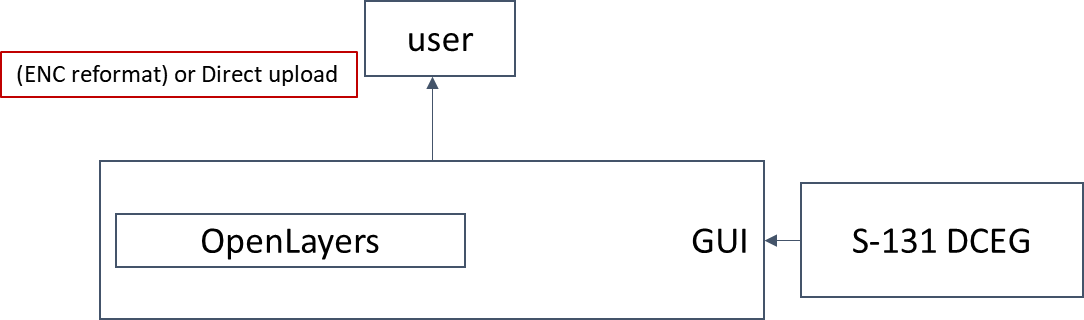 user
(ENC reformat) or Direct upload
OpenLayers
GUI
S-131 DCEG